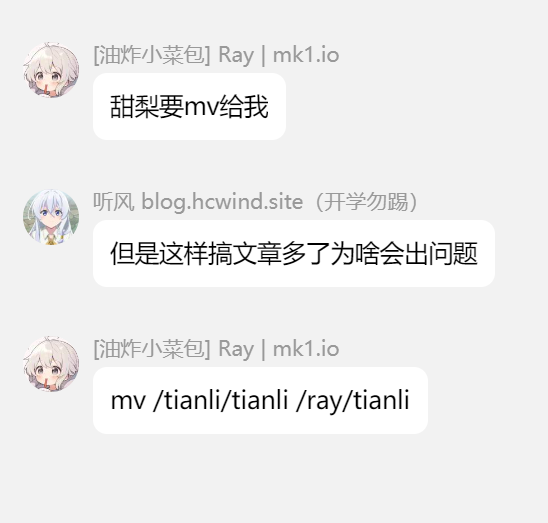 [油炸小菜包] Ray | mk1.io
甜梨要mv给我
听风 blog.hcwind.site（开学勿踢）
但是这样搞文章多了为啥会出问题
[油炸小菜包] Ray | mk1.io
mv /tianli/tianli /ray/tianli